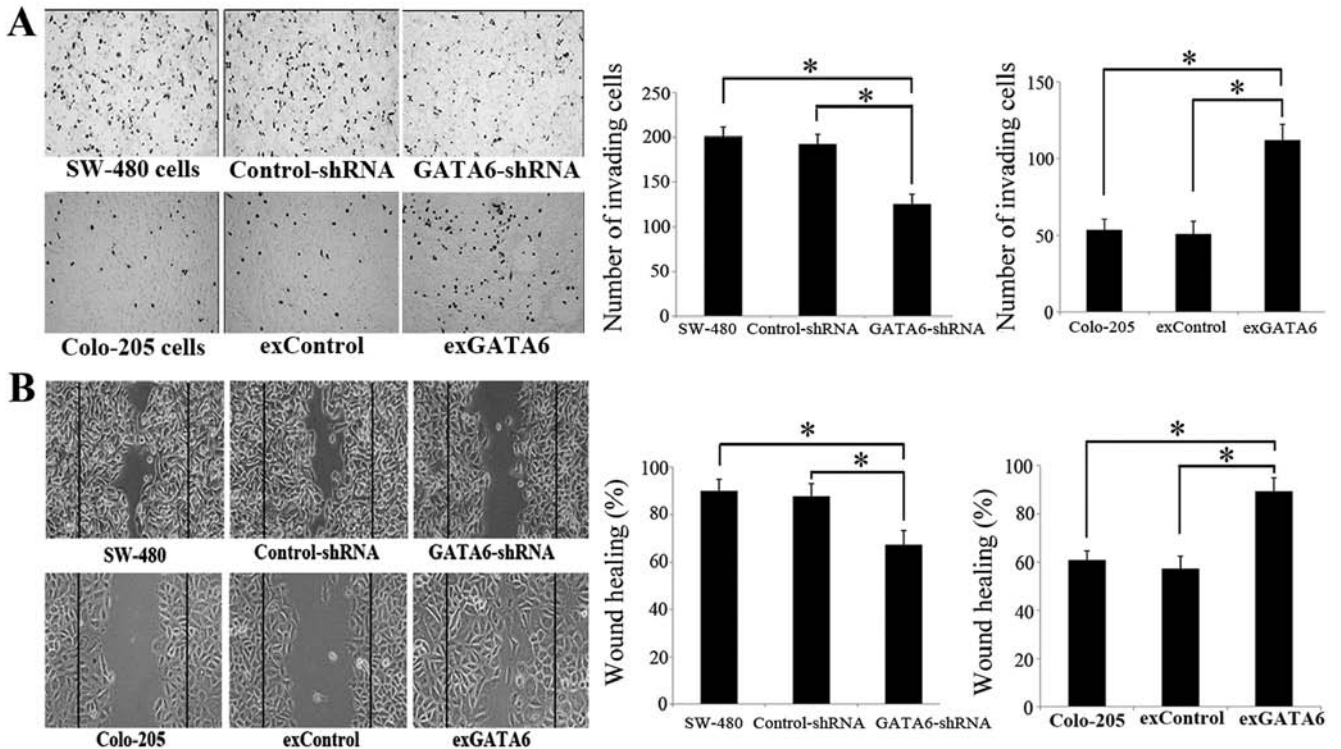 A
SW-480 cells
Control-shRNA
GATA6-shRNA
Colo-205 cells
exControl
exGATA6
Number of invading cells
250
200
150
100
50
0
*
*
SW-480
Control-shRNA
GATA6-shRNA
Number of invading cells
150
100
50
0
*
*
Colo-205
exControl
exGATA6
B
SW-480
Control-shRNA
GATA6-shRNA
Colo-205
exControl
exGATA6
Wound healing (%)
100
80
60
40
20
0
*
*
SW-480
Control-shRNA
GATA6-shRNA
Wound healing (%)
100
80
60
40
20
0
*
*
Colo-205
exControl
exGATA6